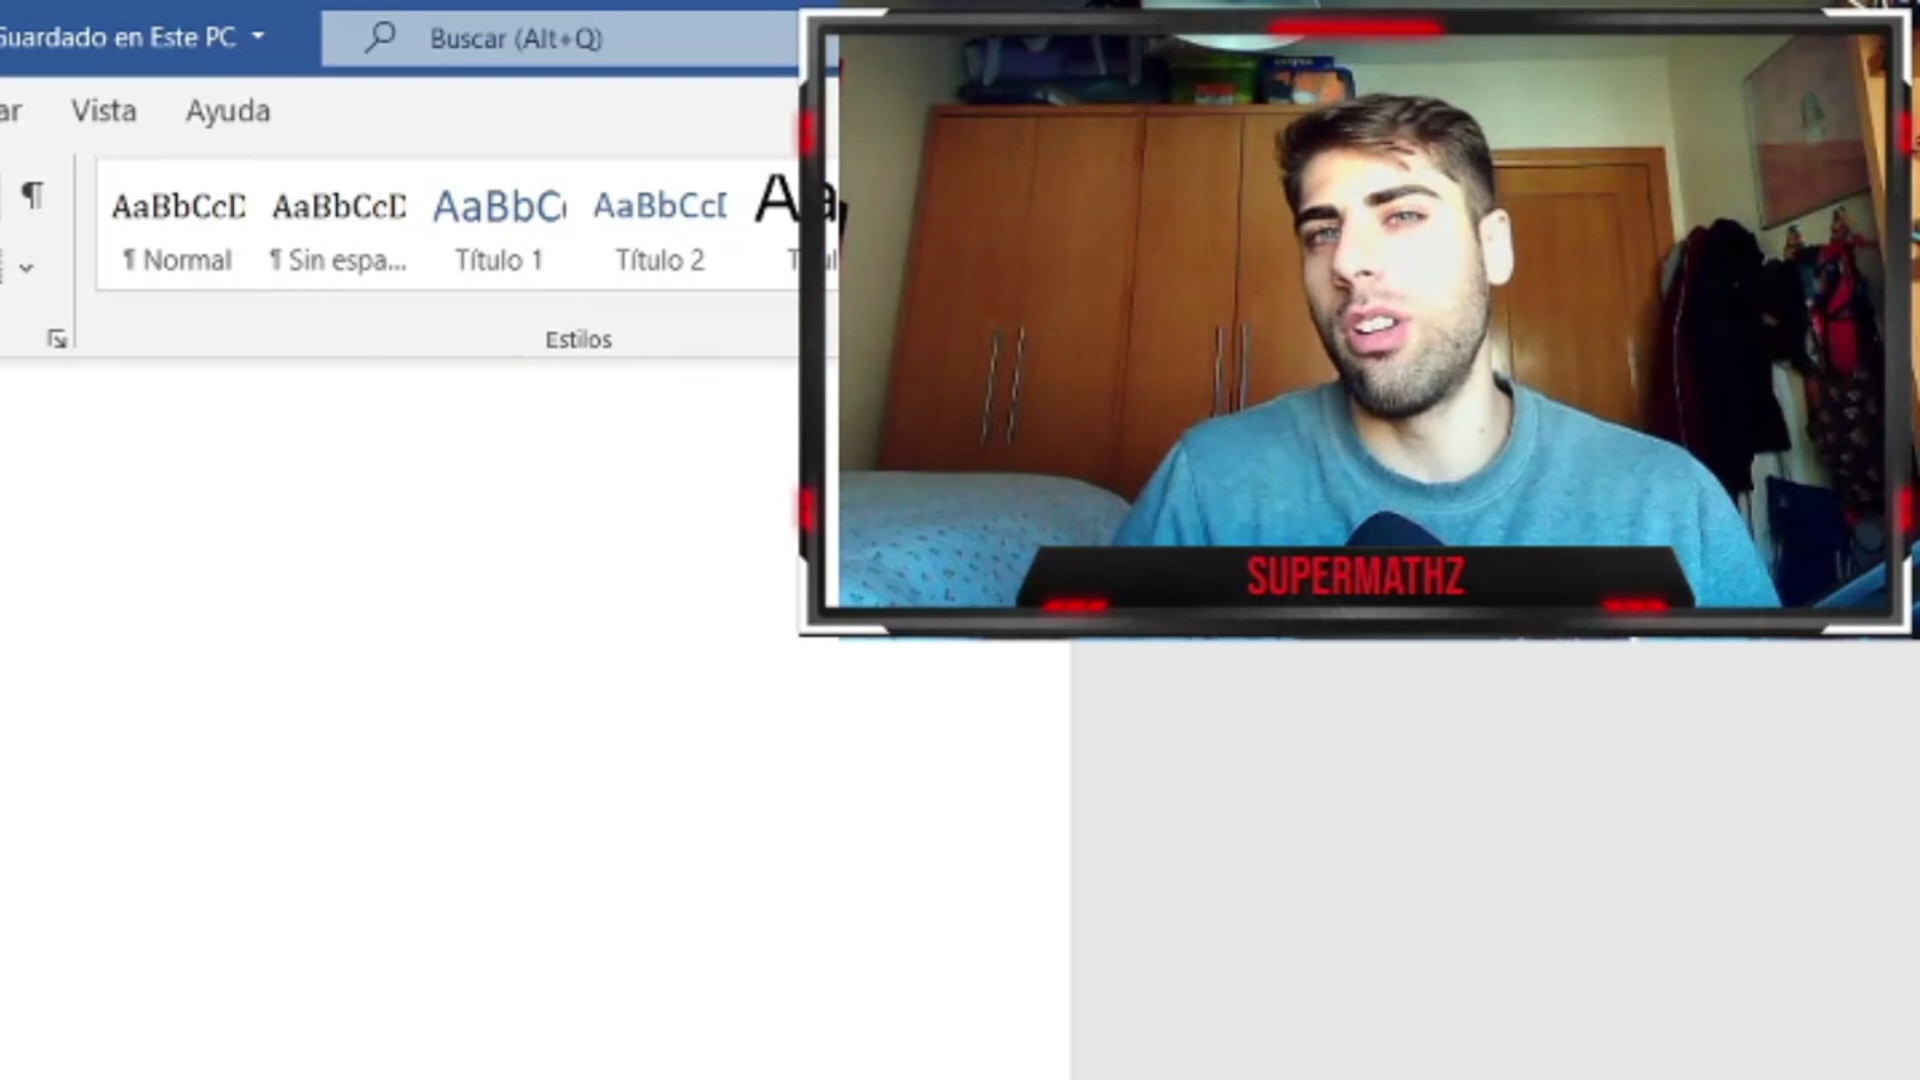 Guardado en Este PC
Buscar (Alt+Q)
Vista
Ayuda
AaBbCcD
AaBbCcD
AaBbC
AaBbCcD
¶ Normal
¶ Sin espa...
Título 1
Título 2
Estilos
SUPERMATHZ